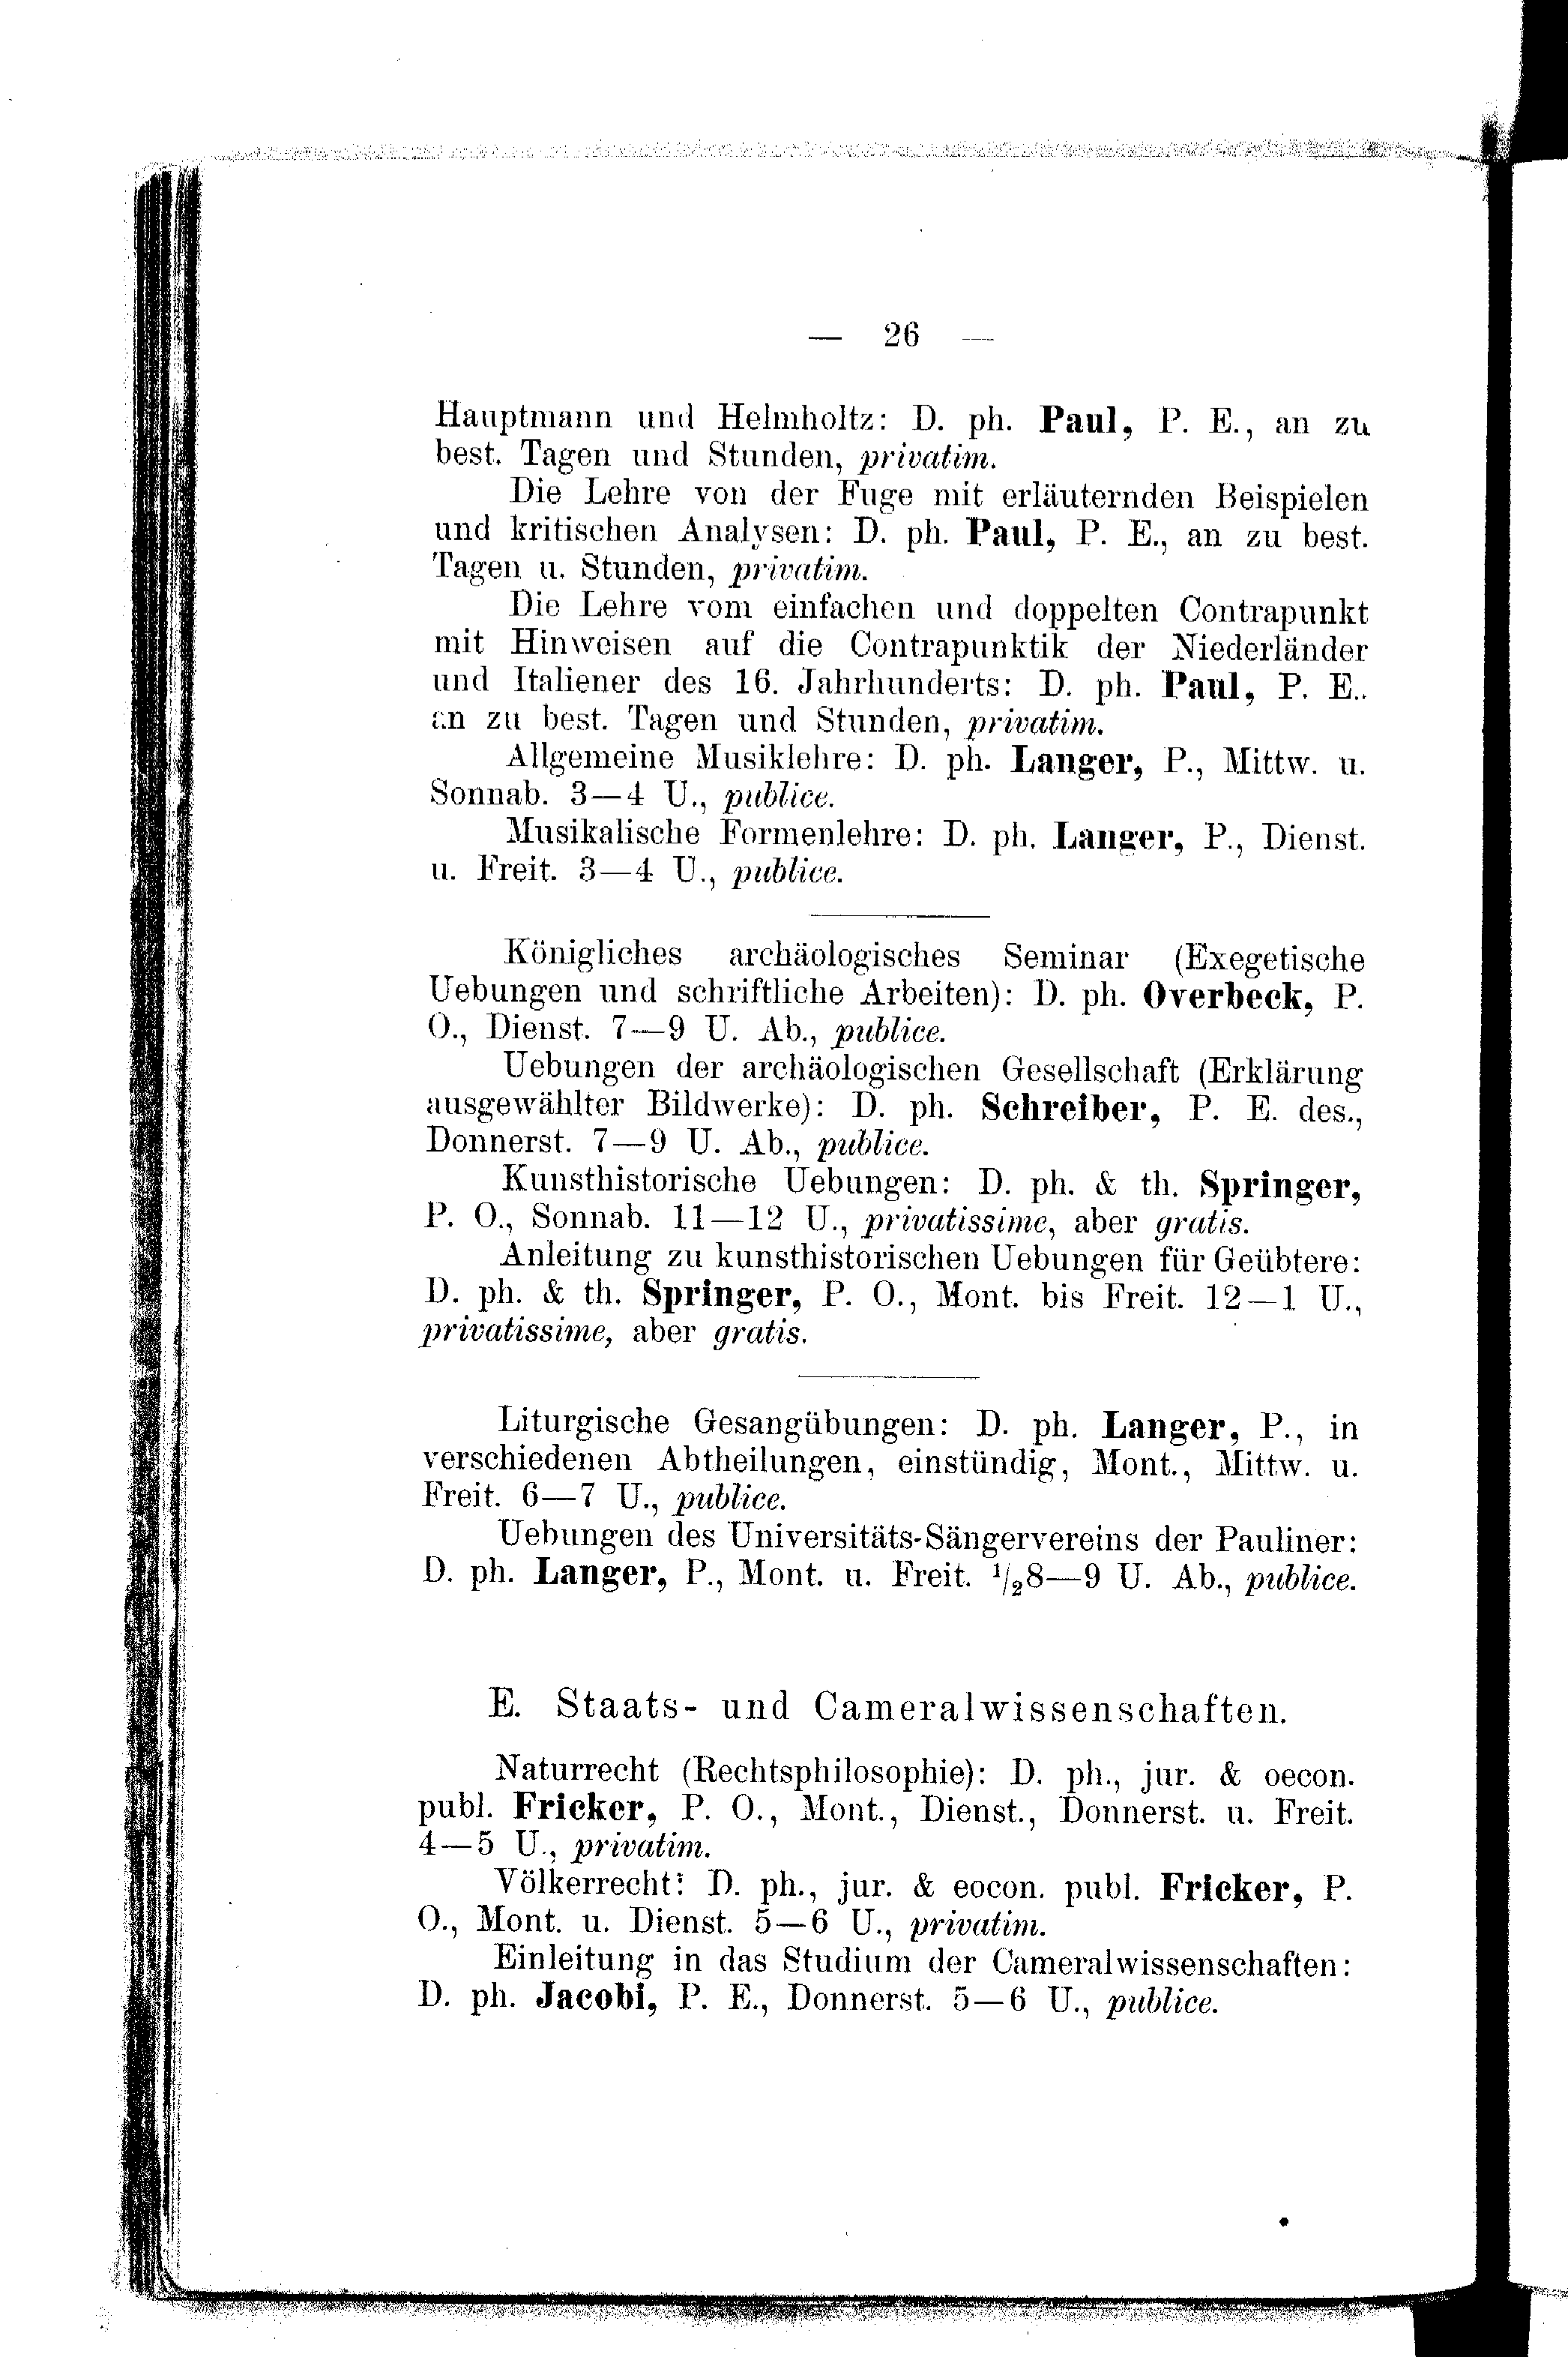 — 26 —
Hauptmann und Helmholtz: D. ph. Paul, P. E., an zu
best. Tagen und Stunden, privatim.
Die Lehre von der Fuge mit erläuternden Beispielen
und kritischen Analysen: D. ph. Paul, P. E., an zu best.
Tagen u. Stunden, privatim.
Die Lehre vom einfachen und doppelten Contrapunkt
mit Hinweisen auf die Contrapunktik der Niederländer
und Italiener des 16. Jahrhunderts: D. ph. Paul, P. E..
an zu best. Tagen und Stunden, privatim.
Allgemeine Musiklehre: D. ph. Langer, P., Mittw. u.
Sonnab. 3—4 U., publice.
Musikalische Formenlehre: D. ph. Langer, P., Dienst.
u. Freit. 3—4 U., publice.
Königliches archäologisches Seminar (Exegetische
Uebungen und schriftliche Arbeiten): D. ph. Overbeck, P.
O., Dienst. 7—9 U. Ab., publice.
Uebungen der archäologischen Gesellschaft (Erklärung
ausgewählter Bildwerke): D. ph. Schreiber, P. E. des.,
Donnerst. 7—9 U. Ab., publice.
Kunsthistorische Uebungen: D. ph. & th. Springer,
P. O., Sonnab. 11—12 U., privatissime, aber gratis.
Anleitung zu kunsthistorischen Uebungen für Geübtere:
D. ph. & th. Springer, P. O., Mont. bis Freit. 12—1 U.,
privatissime, aber gratis.
Liturgische Gesangübungen: D. ph. Langer, P., in
verschiedenen Abtheilungen, einstündig, Mont., Mittw. u.
Freit. 6—7 U., publice.
Uebungen des Universitäts-Sängervereins der Pauliner:
D. ph. Langer, P., Mont. u. Freit. 1/28—9 U. Ab., publice.
E. Staats- und Cameralwissenschaften.
Naturrecht (Rechtsphilosophie): D. ph., jur. & oecon.
publ. Fricker, P. O., Mont., Dienst., Donnerst. u. Freit.
4—5 U., privatim.
Völkerrecht: D. ph., jur. & eocon. publ. Fricker, P.
O., Mont. u. Dienst. 5—6 U., privatim.
Einleitung in das Studium der Cameralwissenschaften:
D. ph. Jacobi, P. E., Donnerst. 5—6 U., publice.